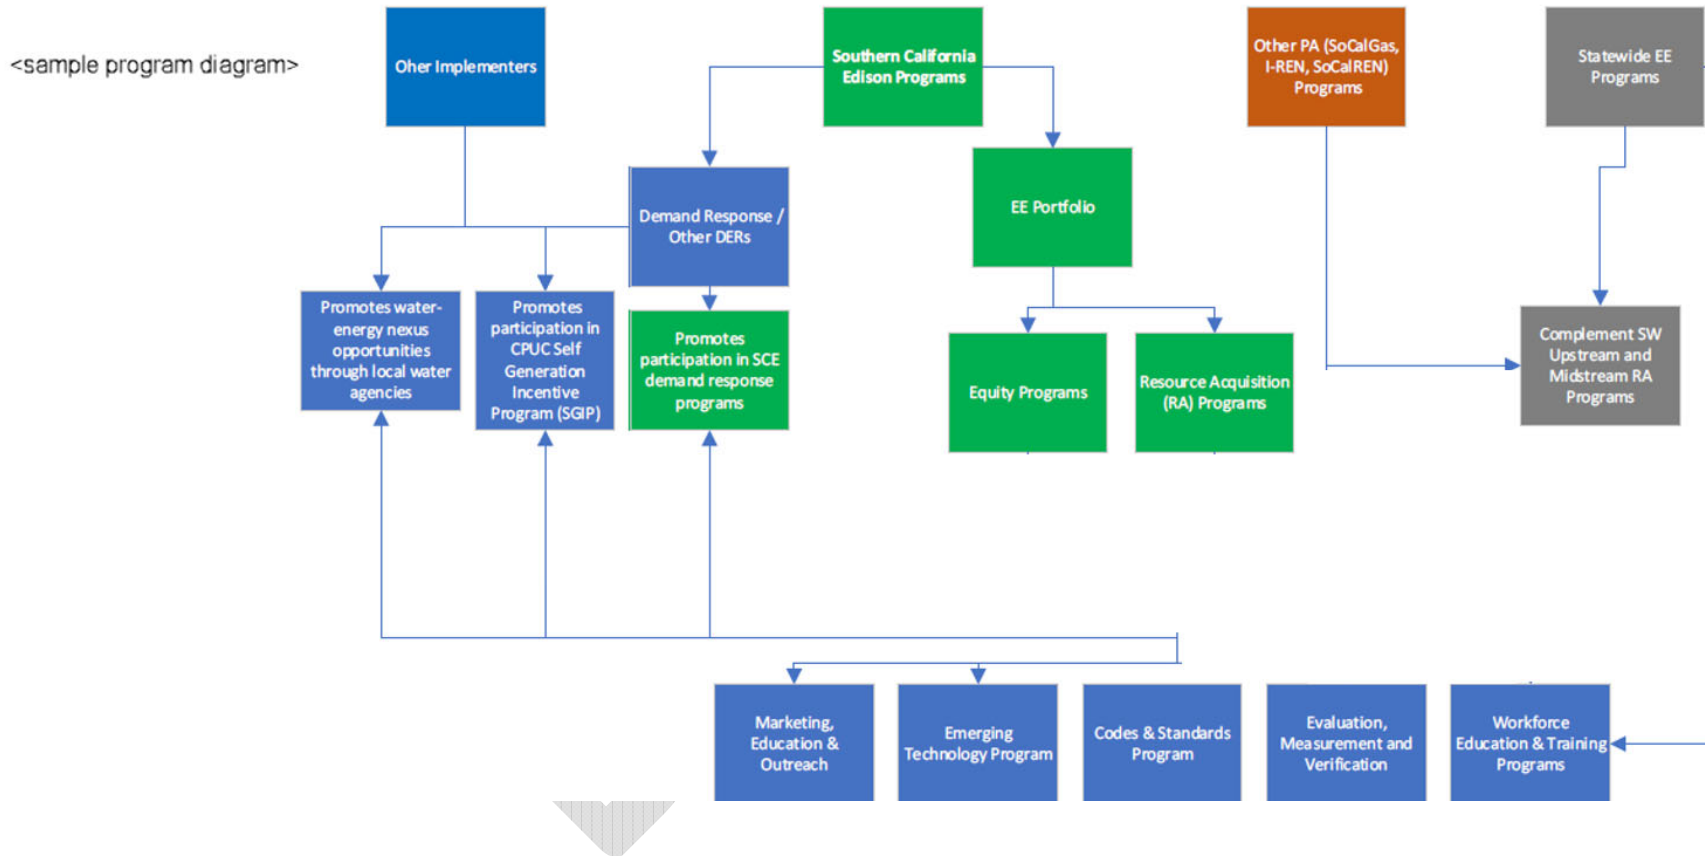 <sample program diagram>
Oher Implementers
Southern California
Edison Programs
Other PA (SoCalGas,
I-REN, SoCalREN)
Programs
Statewide EE
Programs
Demand Response /
Other DERs
EE Portfolio
Promotes water-
energy nexus
opportunities
through local water
agencies
Promotes
participation in
CPUC Self
Generation
Incentive
Program (SGIP)
Promotes
participation in SCE
demand response
programs
Equity Programs
Resource Acquisition
(RA) Programs
Complement SW
Upstream and
Midstream RA
Programs
Marketing,
Education &
Outreach
Emerging
Technology Program
Codes & Standards
Program
Evaluation,
Measurement and
Verification
Workforce
Education & Training
Programs